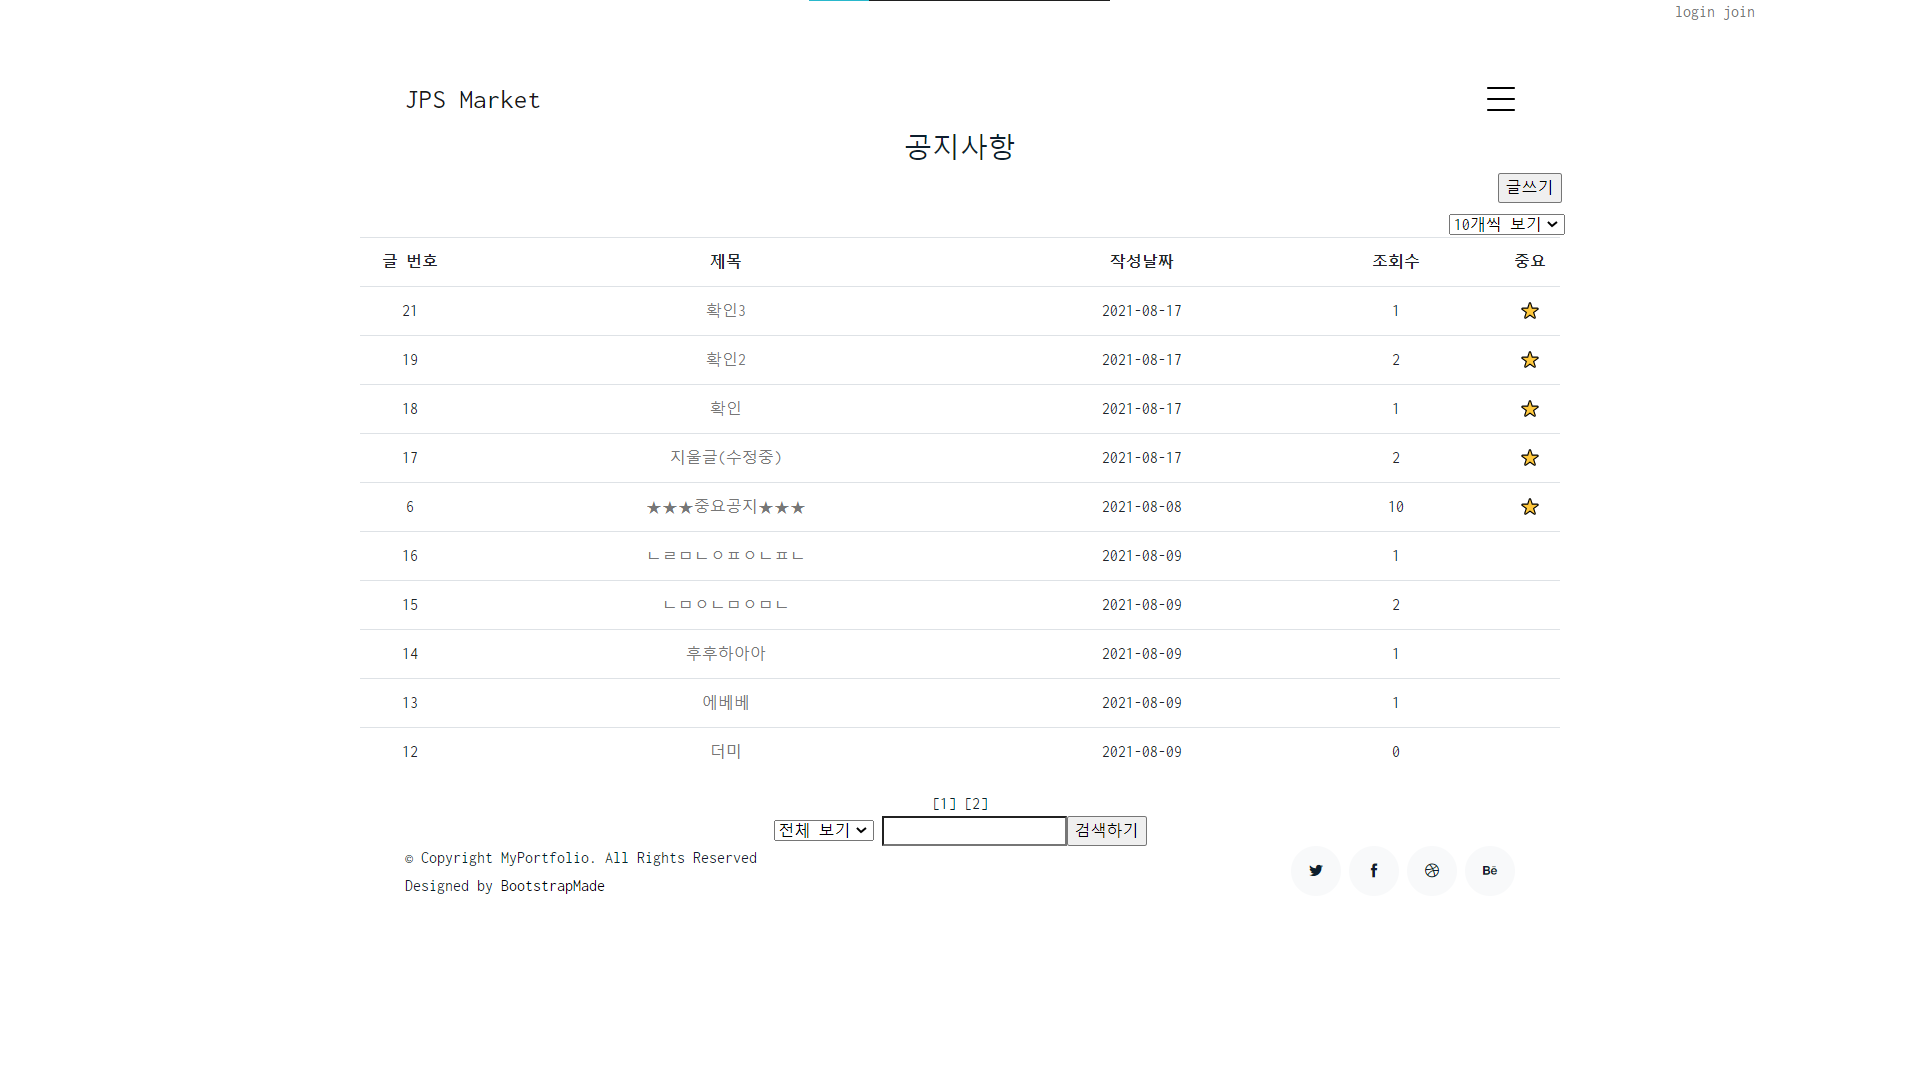 login join
JPS Market
공지사항
글쓰기
10개씩 보기
글 번호 제목 작성날짜 조회수 중요
21 확인3 2021-08-17 1
19 확인2 2021-08-17 2
18 확인 2021-08-17 1
17 지울글(수정중) 2021-08-17 2
6 ★★★중요공지★★★ 2021-08-08 10
16 ㄴㄹㅁㄴㅇㅍㅇㄴㅍㄴ 2021-08-09 1
15 ㄴㅁㅇㄴㅁㅇㅁㄴ 2021-08-09 2
14 후후하아아 2021-08-09 1
13 에베베 2021-08-09 1
12 더미 2021-08-09 0
[1] [2]
전체 보기 검색하기
© Copyright MyPortfolio. All Rights Reserved
Designed by BootstrapMade
Bē